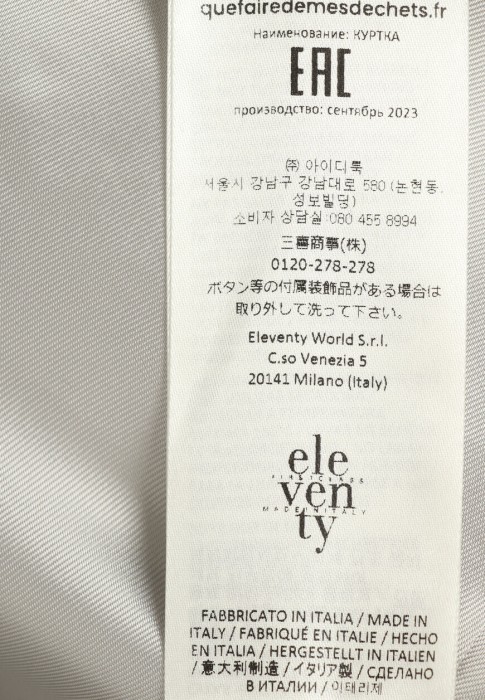 quefairedemesdechets.fr
Наименование: КУРТКА
EAC
производство: сентябрь 2023
㈜ 아이디룩
서울시 강남구 강남대로 580 (논현동,
성보빌딩)
소비자 상담실:080 455 8994
三喜商事(株)
0120-278-278
ボタン等の付属装飾品がある場合は
取り外して洗って下さい。
Eleventy World S.r.l.
C.so Venezia 5
20141 Milano (Italy)
ele
ven
MADE IN ITALY
ty
FABBRICATO IN ITALIA / MADE IN
ITALY / FABRIQUÉ EN ITALIE / HECHO
EN ITALIA / HERGESTELLT IN ITALIEN
/ 意大利制造 / イタリア製 / СДЕЛАНО
В ИТАЛИИ / 이태리제